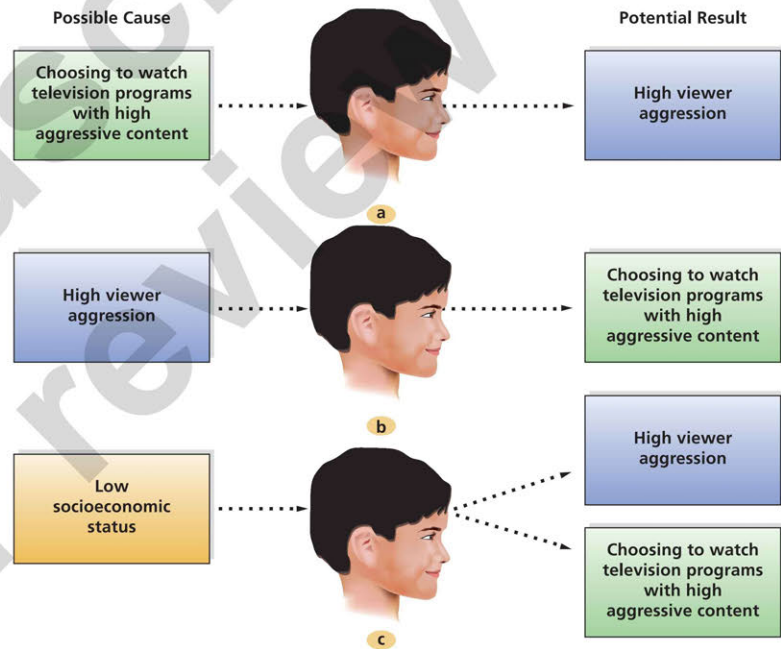 Possible Cause
Potential Result
Choosing to watch
television programs
with high
aggressive content
High viewer
aggression
a
High viewer
aggression
Choosing to watch
television programs
with high
aggressive content
b
Low
socioeconomic
status
High viewer
aggression
Choosing to watch
television programs
with high
aggressive content
c
review